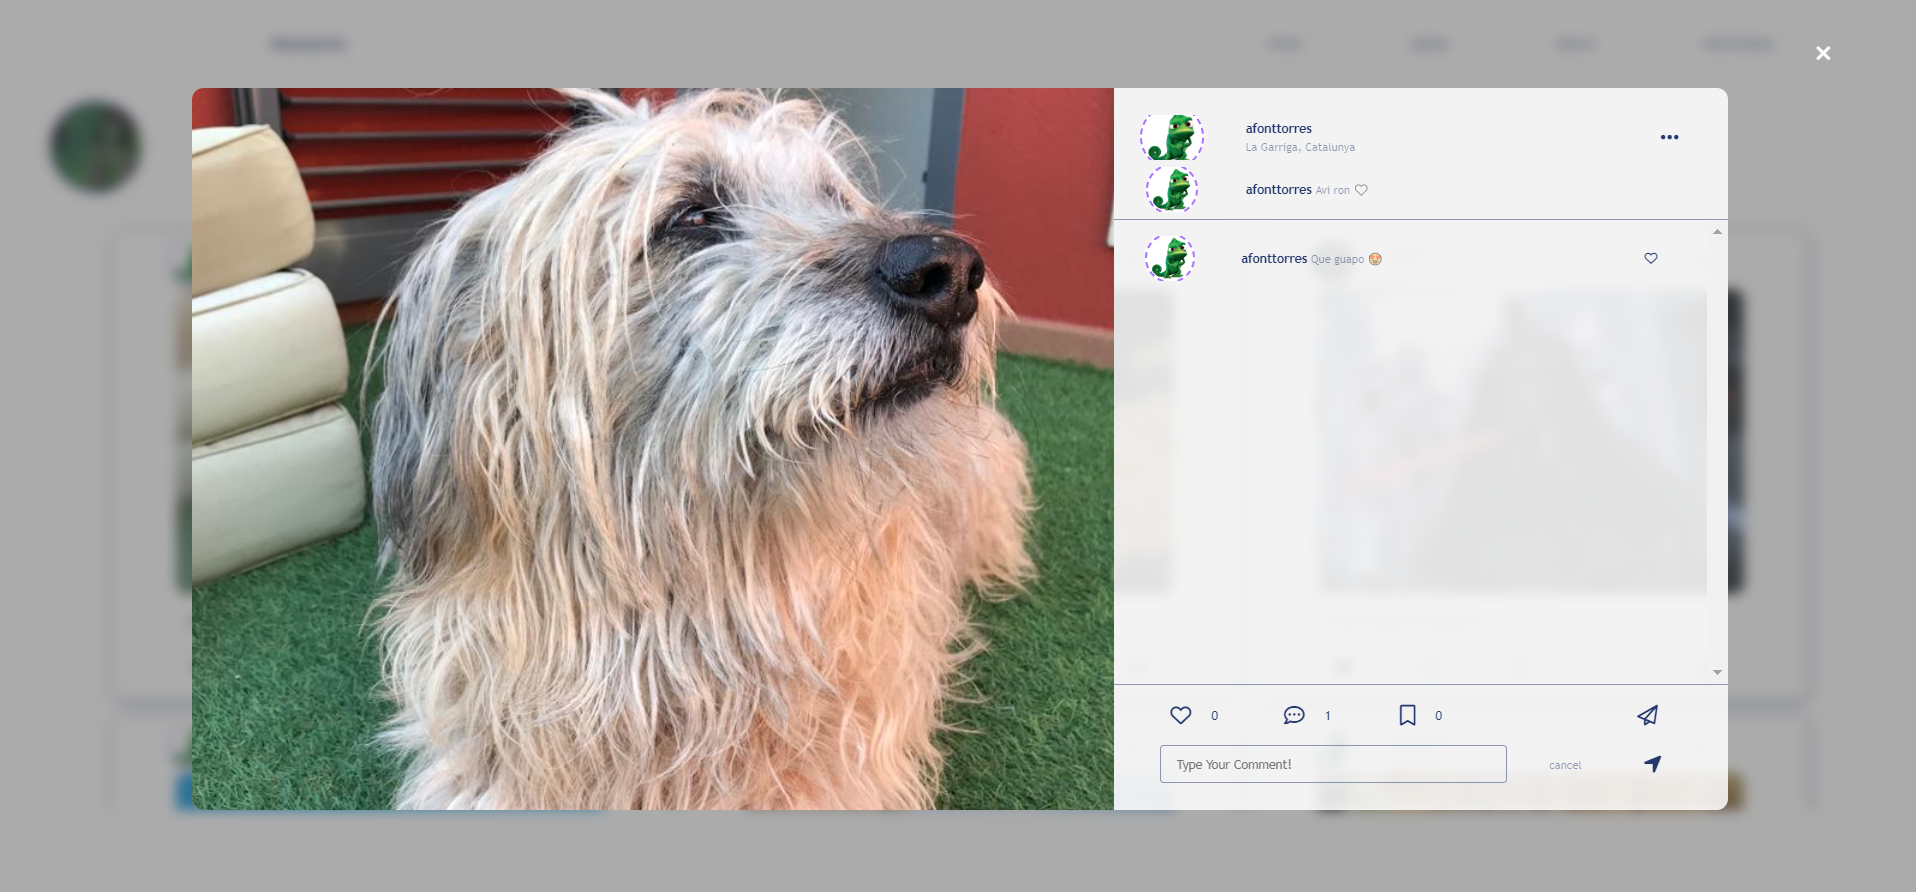 afonttorres
La Garriga, Catalunya
afonttorres Avi ron ♡
afonttorres Que guapo 🤩
0 1 0
Type Your Comment! cancel